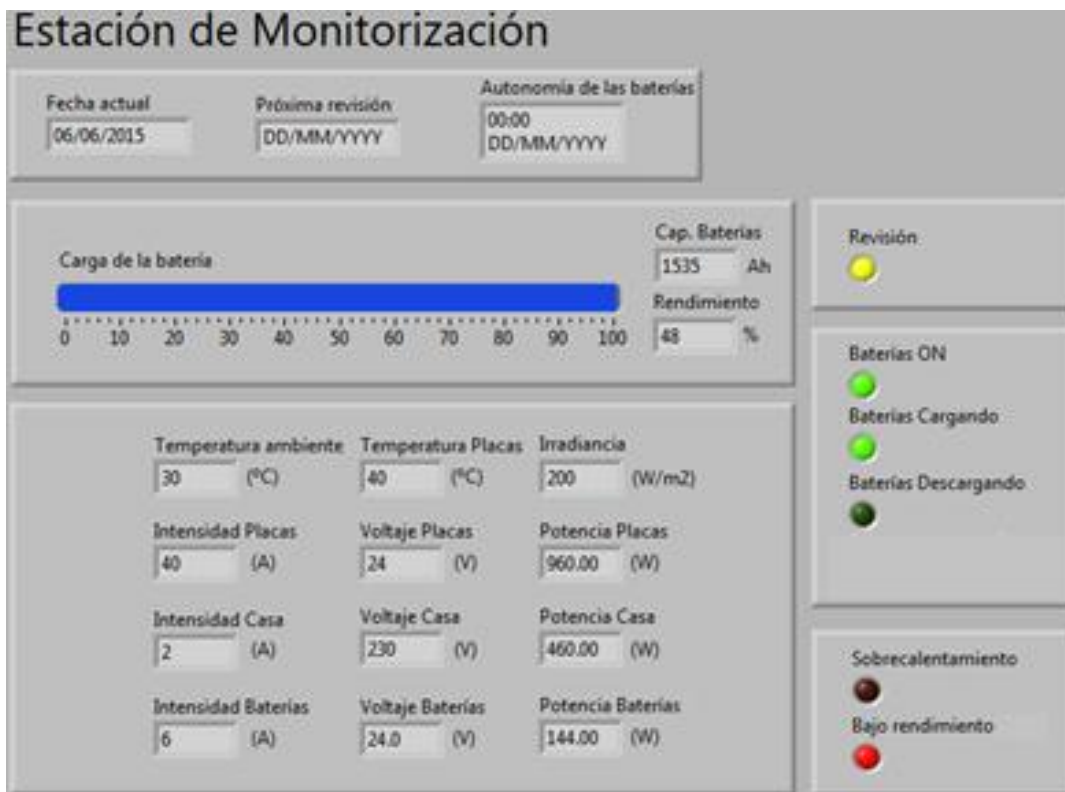 Estación de Monitorización
Fecha actual
06/06/2015
Próxima revisión
DD/MM/YYYY
Autonomía de las baterías
00:00
DD/MM/YYYY
Carga de la batería
0 10 20 30 40 50 60 70 80 90 100
Cap. Baterías
1535 Ah
Rendimiento
48 %
Revisión
Baterías ON
Baterías Cargando
Baterías Descargando
Temperatura ambiente Temperatura Placas Irradiancia
30 (ºC) 40 (ºC) 200 (W/m2)
Intensidad Placas Voltaje Placas Potencia Placas
40 (A) 24 (V) 960.00 (W)
Intensidad Casa Voltaje Casa Potencia Casa
2 (A) 230 (V) 460.00 (W)
Intensidad Baterías Voltaje Baterías Potencia Baterías
6 (A) 24.0 (V) 144.00 (W)
Sobrecalentamiento
Bajo rendimiento